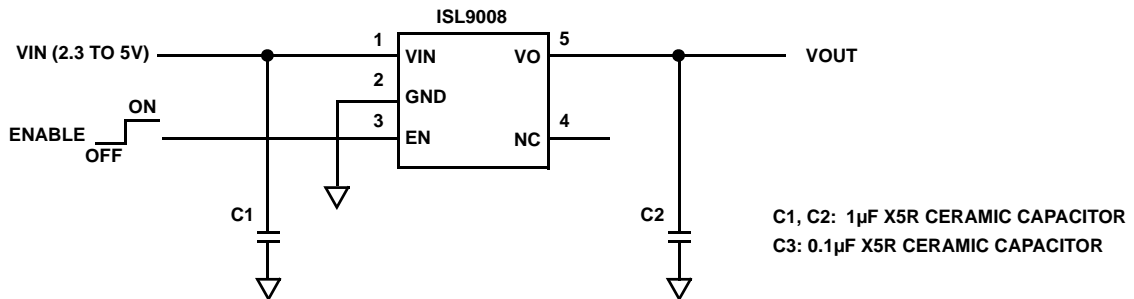 ISL9008
VIN (2.3 TO 5V)
1
VIN
VO
5
VOUT
2
GND
ENABLE
ON
OFF
3
EN
NC
4
C1
C2
C1, C2: 1µF X5R CERAMIC CAPACITOR
C3: 0.1µF X5R CERAMIC CAPACITOR